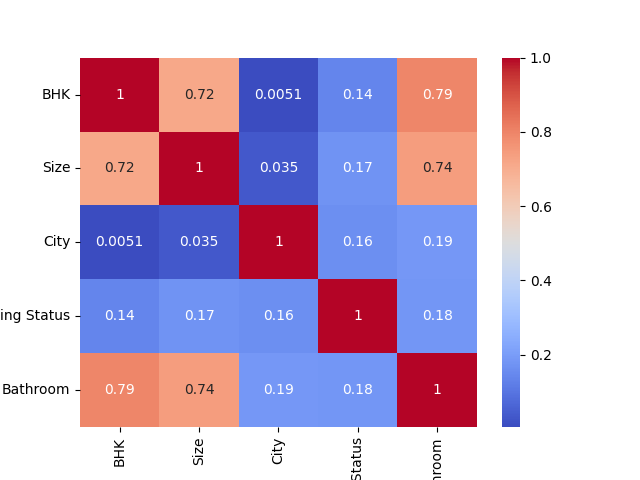 BHK 1 0.72 0.0051 0.14 0.79
Size 0.72 1 0.035 0.17 0.74
City 0.0051 0.035 1 0.16 0.19
ing Status 0.14 0.17 0.16 1 0.18
Bathroom 0.79 0.74 0.19 0.18 1
BHK Size City Status nroom
1.0
0.8
0.6
0.4
0.2